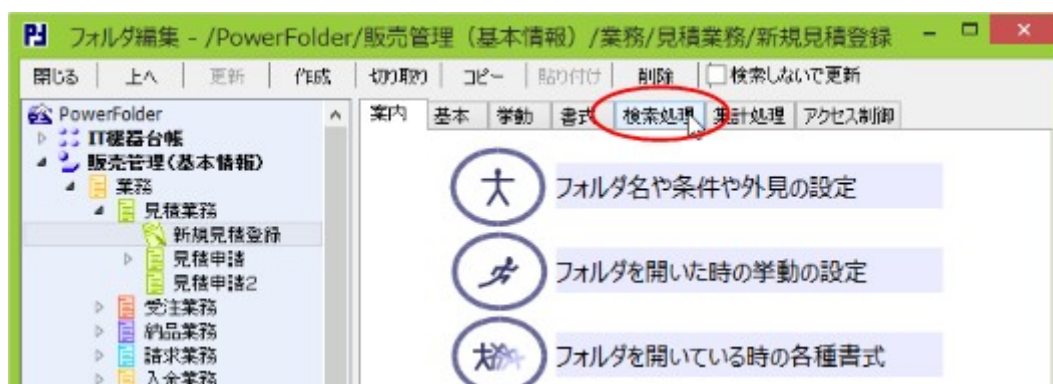 フォルダ編集 - /PowerFolder/販売管理（基本情報）/業務/見積業務/新規見積登録
閉じる 上へ 更新 作成 切り取り コピー 貼り付け 削除 検索しないで更新
PowerFolder
IT機器台帳
販売管理(基本情報)
業務
見積業務
新規見積登録
見積申請
見積申請2
受注業務
納品業務
請求業務
入金業務
案内 基本 挙動 書式 検索処理 集計処理 アクセス制御
フォルダ名や条件や外見の設定
フォルダを開いた時の挙動の設定
フォルダを開いている時の各種書式